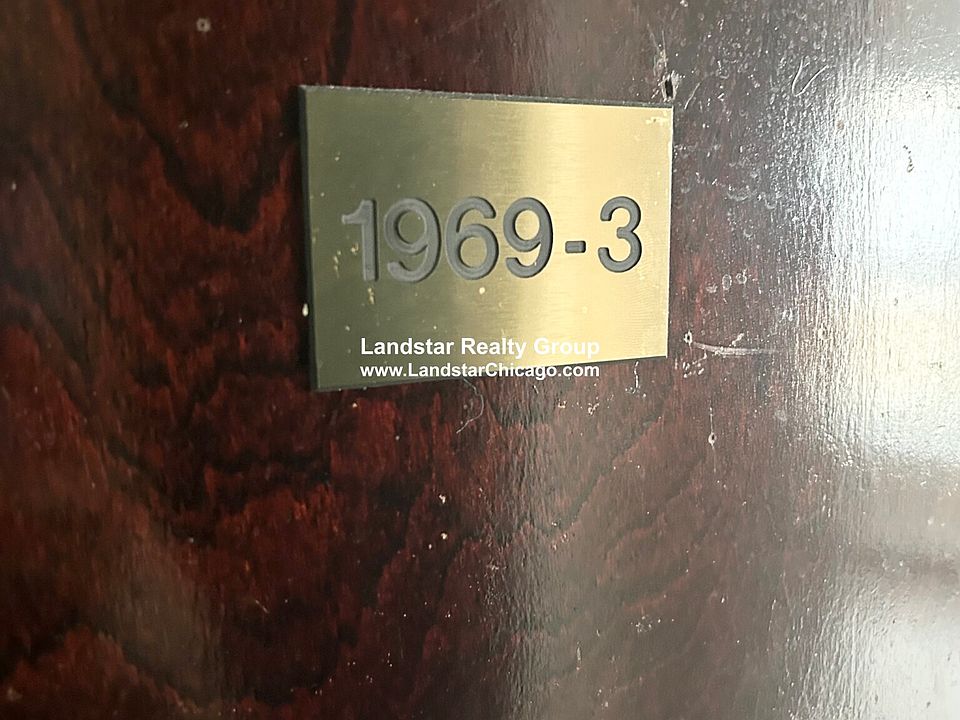 1969-3
Landstar Realty Group
www.LandstarChicago.com